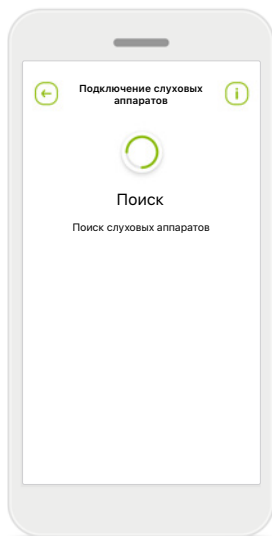 Подключение слуховых
аппаратов
Поиск
Поиск слуховых аппаратов